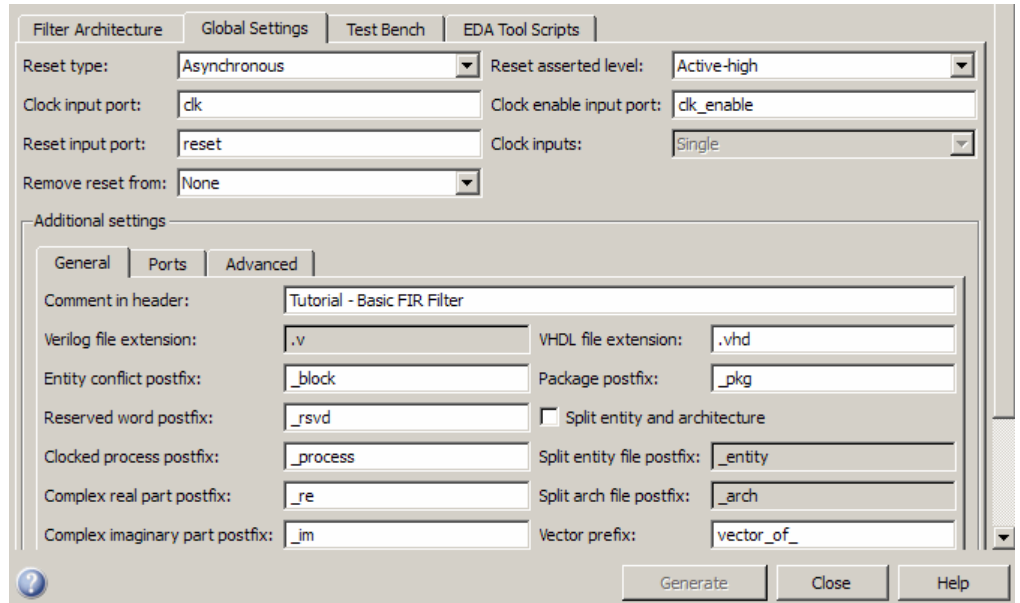 Filter Architecture Global Settings Test Bench EDA Tool Scripts
Reset type: Asynchronous Reset asserted level: Active-high
Clock input port: clk Clock enable input port: clk_enable
Reset input port: reset Clock inputs: Single
Remove reset from: None
Additional settings
General Ports Advanced
Comment in header: Tutorial - Basic FIR Filter
Verilog file extension: .v VHDL file extension: .vhd
Entity conflict postfix: _block Package postfix: _pkg
Reserved word postfix: _rsvd Split entity and architecture
Clocked process postfix: _process Split entity file postfix: _entity
Complex real part postfix: _re Split arch file postfix: _arch
Complex imaginary part postfix: _im Vector prefix: vector_of_
? Generate Close Help